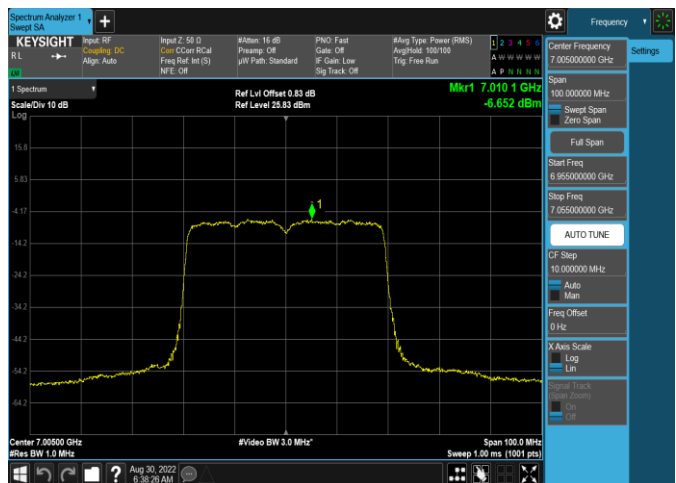 Spectrum Analyzer 1
Swept SA
+
Frequency
KEYSIGHT
R L
LU
Input: RF
Coupling: DC
Align: Auto
Input Z: 50 Ω
Corr CCorr RCal
Freq Ref: Int (S)
NFE: Off
#Atten: 16 dB
Preamp: Off
µW Path: Standard
PNO: Fast
Gate: Off
IF Gain: Low
Sig Track: Off
#Avg Type: Power (RMS)
Avg|Hold: 100/100
Trig: Free Run
1 2 3 4 5 6
A W W W W W
A P N N N N
1 Spectrum
Scale/Div 10 dB
Log
Ref Lvl Offset 0.83 dB
Ref Level 25.83 dBm
Mkr1 7.010 1 GHz
-6.652 dBm
15.8
5.83
-4.17
-14.2
-24.2
-34.2
-44.2
-54.2
-64.2
1
Center 7.00500 GHz
#Res BW 1.0 MHz
#Video BW 3.0 MHz*
Span 100.0 MHz
Sweep 1.00 ms (1001 pts)
Center Frequency
7.005000000 GHz
Settings
Span
100.000000 MHz
Swept Span
Zero Span
Full Span
Start Freq
6.955000000 GHz
Stop Freq
7.055000000 GHz
AUTO TUNE
CF Step
10.000000 MHz
Auto
Man
Freq Offset
0 Hz
X Axis Scale
Log
Lin
Signal Track
(Span Zoom)
On
Off
?
Aug 30, 2022
6:38:26 AM